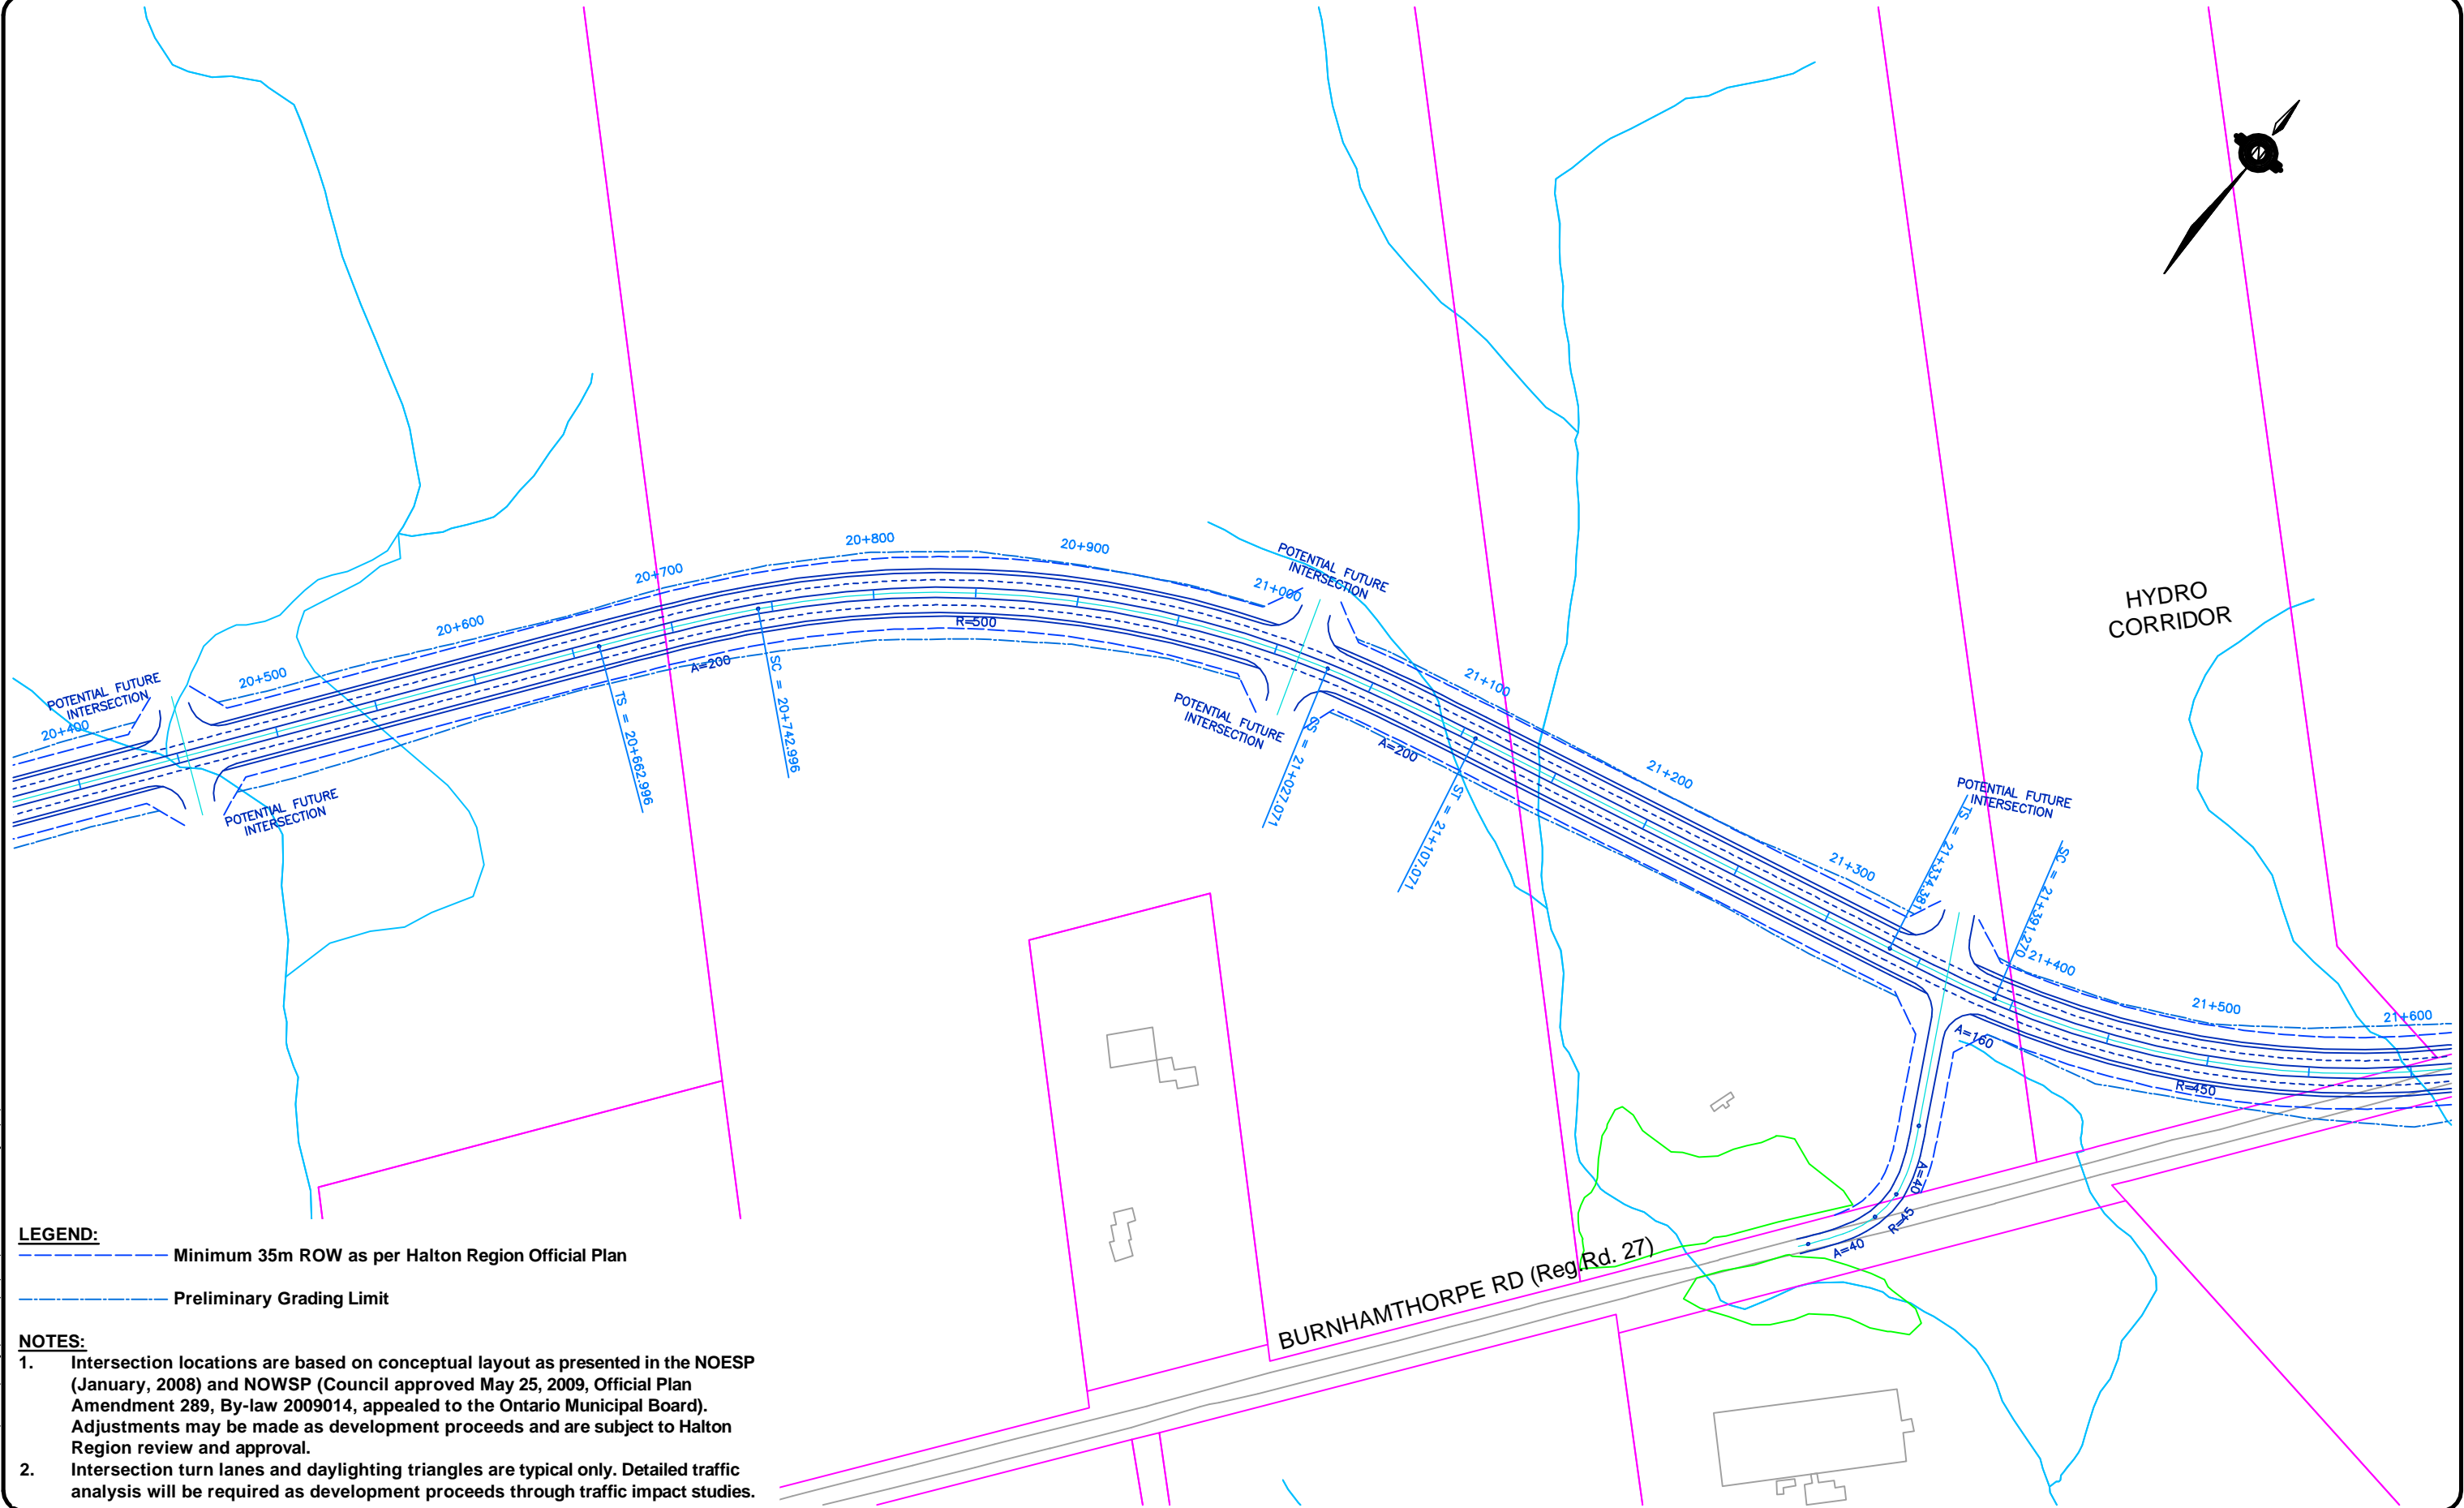 20+400
POTENTIAL FUTURE
INTERSECTION
20+500
20+600
20+700
20+800
20+900
21+000
POTENTIAL FUTURE
INTERSECTION
21+100
21+200
21+300
POTENTIAL FUTURE
INTERSECTION
21+400
21+500
21+600
HYDRO
CORRIDOR
POTENTIAL FUTURE
INTERSECTION
TS = 20+662.996
A=200
SC = 20+742.996
R=500
POTENTIAL FUTURE
INTERSECTION
CS = 21+027.071
A=200
ST = 21+107.071
TS = 21+334.381
SC = 21+391.270
A=160
R=450
A=40
R=45
A=40
BURNHAMTHORPE RD (Reg.Rd. 27)
LEGEND:
Minimum 35m ROW as per Halton Region Official Plan
Preliminary Grading Limit
NOTES:
1. Intersection locations are based on conceptual layout as presented in the NOESP
(January, 2008) and NOWSP (Council approved May 25, 2009, Official Plan
Amendment 289, By-law 2009014, appealed to the Ontario Municipal Board).
Adjustments may be made as development proceeds and are subject to Halton
Region review and approval.
2. Intersection turn lanes and daylighting triangles are typical only. Detailed traffic
analysis will be required as development proceeds through traffic impact studies.